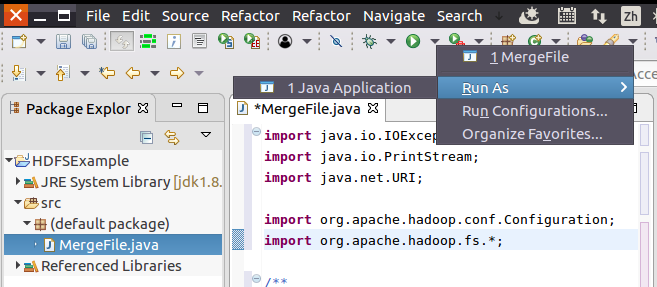 File Edit Source Refactor Refactor Navigate Search Zh
1 MergeFile
1 Java Application
Run As
Run Configurations...
Organize Favorites...
Package Explor
*MergeFile.java
HDFSExample
JRE System Library [jdk1.8.
src
(default package)
MergeFile.java
Referenced Libraries
import java.io.IOExcep
import java.io.PrintStream;
import java.net.URI;
import org.apache.hadoop.conf.Configuration;
import org.apache.hadoop.fs.*;
/**